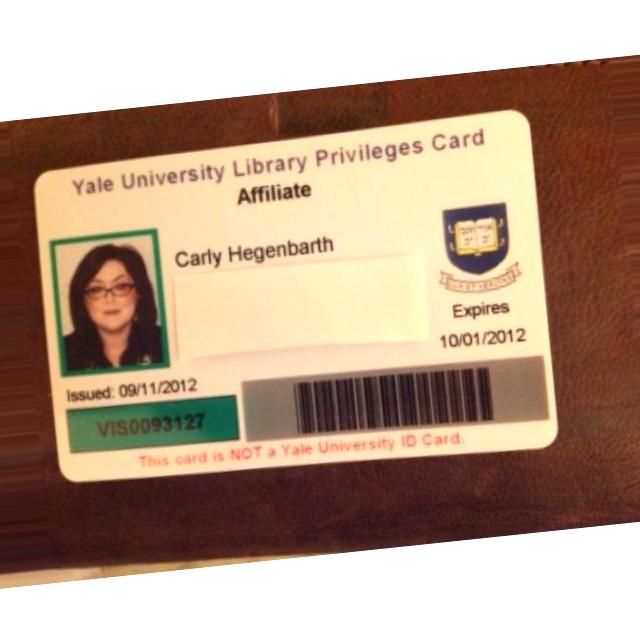 Yale University Library Privileges Card
Affiliate
Carly Hegenbarth
Expires
10/01/2012
Issued: 09/11/2012
VIS0093127
This card is NOT a Yale University ID Card.